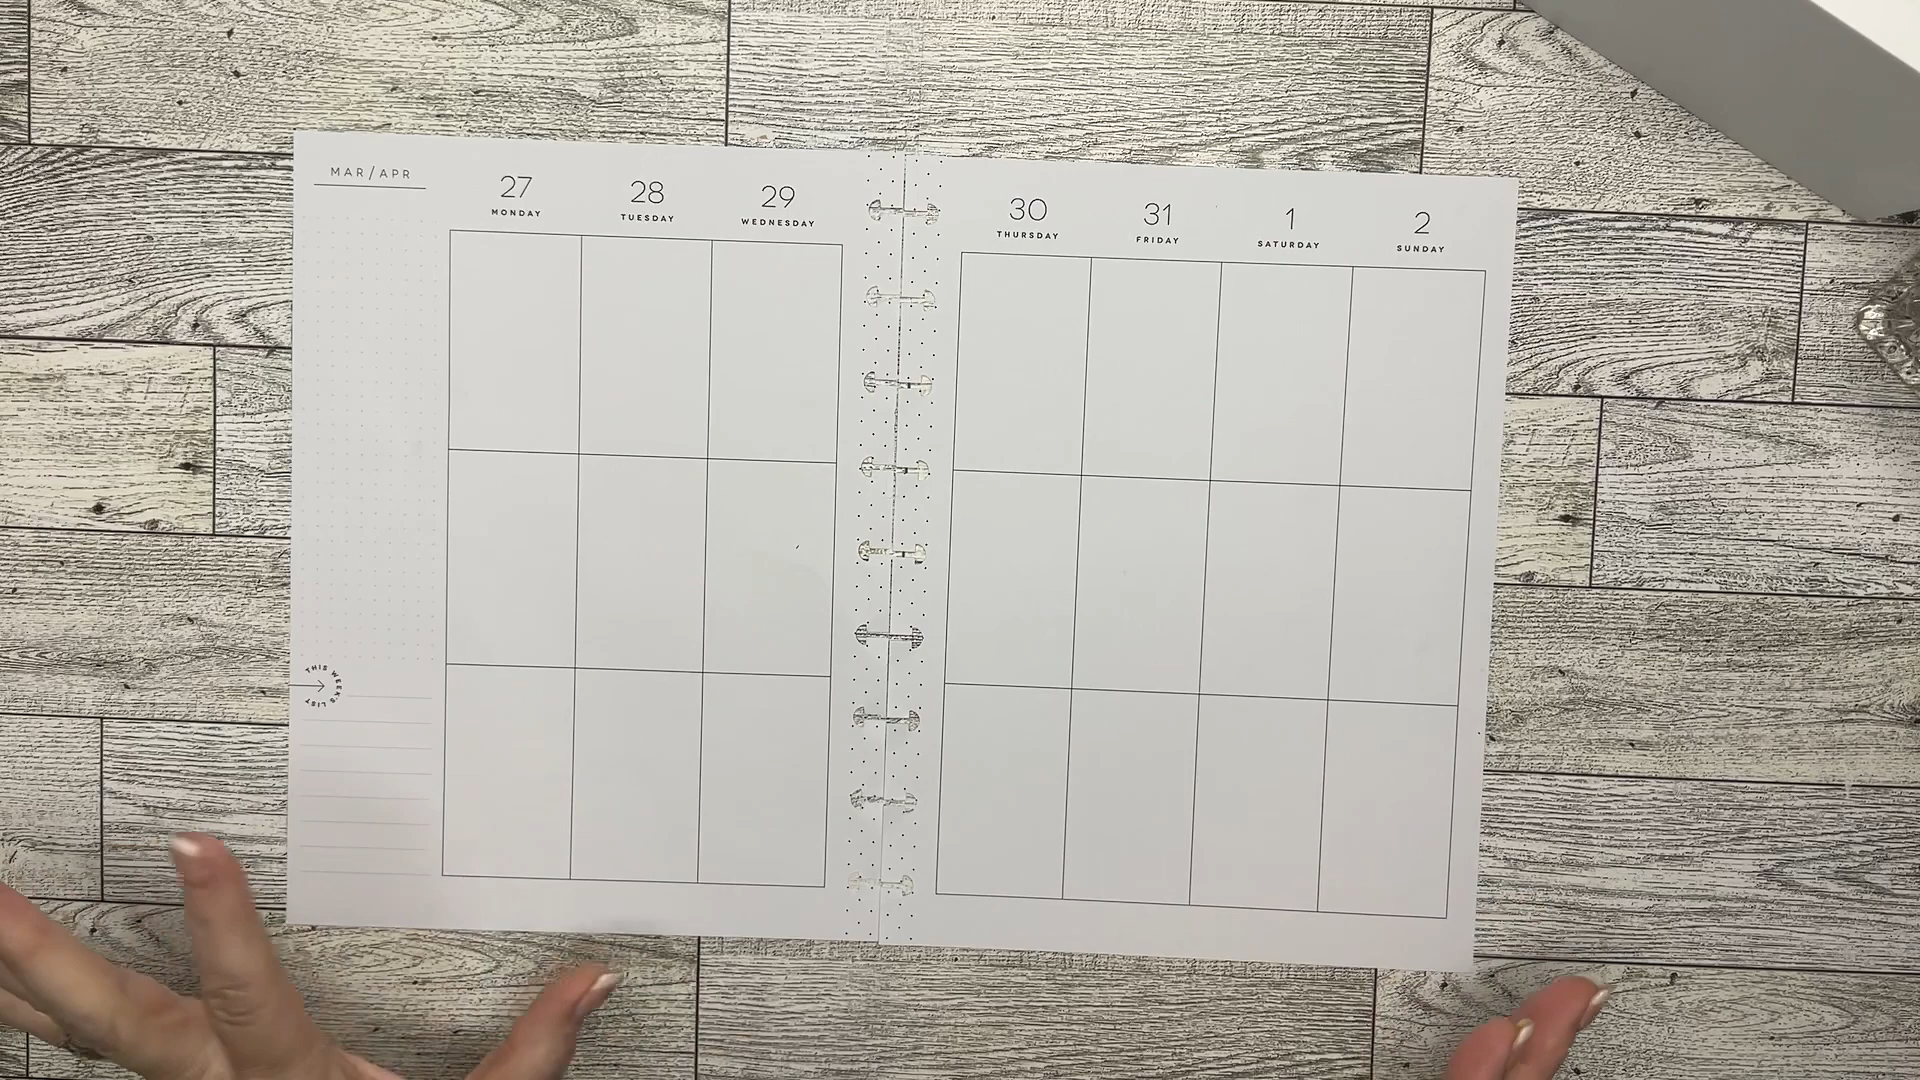 MAR/APR
27
MONDAY
28
TUESDAY
29
WEDNESDAY
30
THURSDAY
31
FRIDAY
1
SATURDAY
2
SUNDAY
THIS WEEK'S LIST